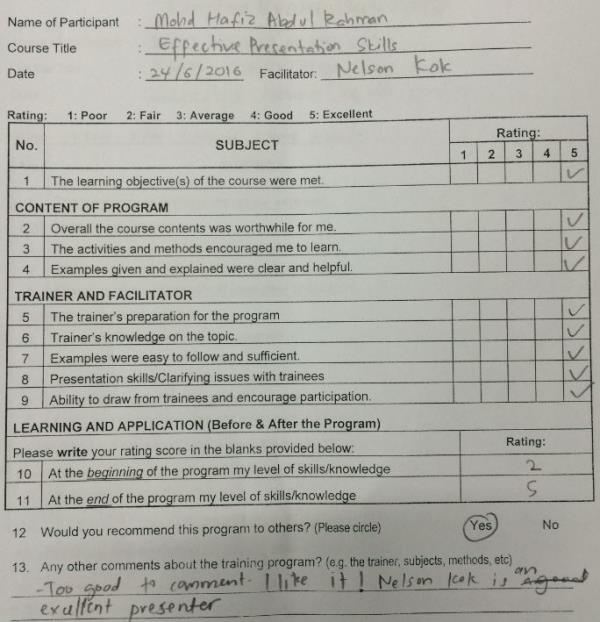 Name of Participant : Mohd Hafiz Abdul Rahman
Course Title : Effective Presentation Skills
Date : 24/6/2016 Facilitator: Nelson Kok
Rating: 1: Poor 2: Fair 3: Average 4: Good 5: Excellent
No. SUBJECT Rating:
1 2 3 4 5
1 The learning objective(s) of the course were met. ✓
CONTENT OF PROGRAM
2 Overall the course contents was worthwhile for me. ✓
3 The activities and methods encouraged me to learn. ✓
4 Examples given and explained were clear and helpful. ✓
TRAINER AND FACILITATOR
5 The trainer's preparation for the program ✓
6 Trainer's knowledge on the topic. ✓
7 Examples were easy to follow and sufficient. ✓
8 Presentation skills/Clarifying issues with trainees ✓
9 Ability to draw from trainees and encourage participation. ✓
LEARNING AND APPLICATION (Before & After the Program)
Please write your rating score in the blanks provided below: Rating:
10 At the beginning of the program my level of skills/knowledge 2
11 At the end of the program my level of skills/knowledge 5
12 Would you recommend this program to others? (Please circle) Yes No
13. Any other comments about the training program? (e.g. the trainer, subjects, methods, etc)
-Too good to comment. I like it! Nelson Kok is an
exullent presenter